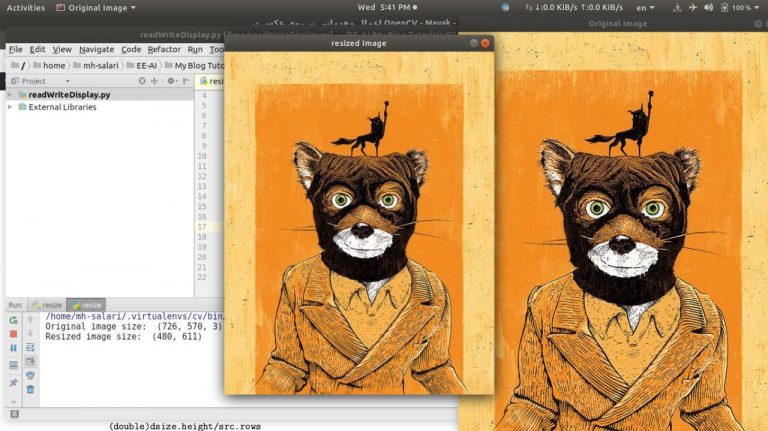 Activities Original Image ▾ Wed 5:41 PM ↓:0.0 KiB/s ↑:0.0 KiB/s en ▾ 100 %
Original Image
readWriteDisplay.py
resized Image
File Edit View Navigate Code Refactor Run
/ home mh-salari EE-AI My Blog Tuto
Project
readWriteDisplay.py
External Libraries
resi
4
5
6
7
8
9
10
11
12
13
14
15
16
17
18
19
20
21
22
Run: resize resize
/home/mh-salari/.virtualenvs/cv/bin/
Original image size: (726, 570, 3)
Resized image size: (480, 611)
(double)dsize.height/src.rows